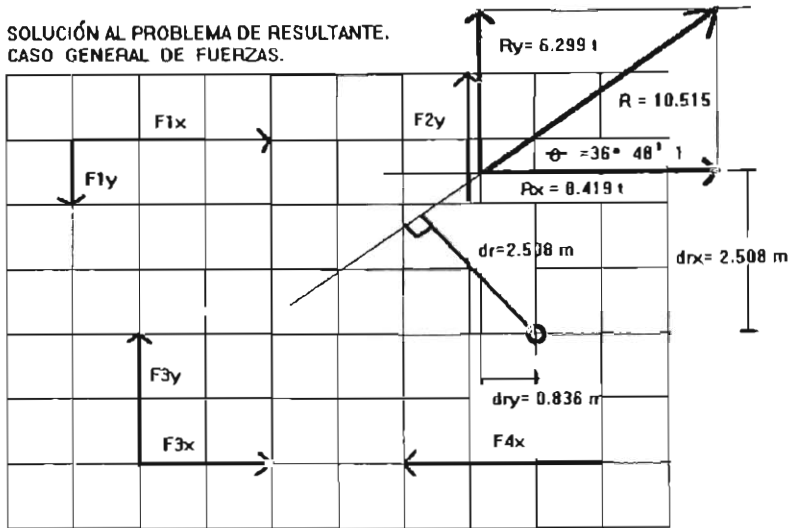 SOLUCIÓN AL PROBLEMA DE RESULTANTE.
CASO GENERAL DE FUERZAS.
Ry= 6.299 t
R = 10.515
F1x
F2y
θ =36° 48' 1
F1y
Rx = 8.419 t
dr=2.508 m
drx= 2.508 m
F3y
dry= 0.836 m
F3x
F4x